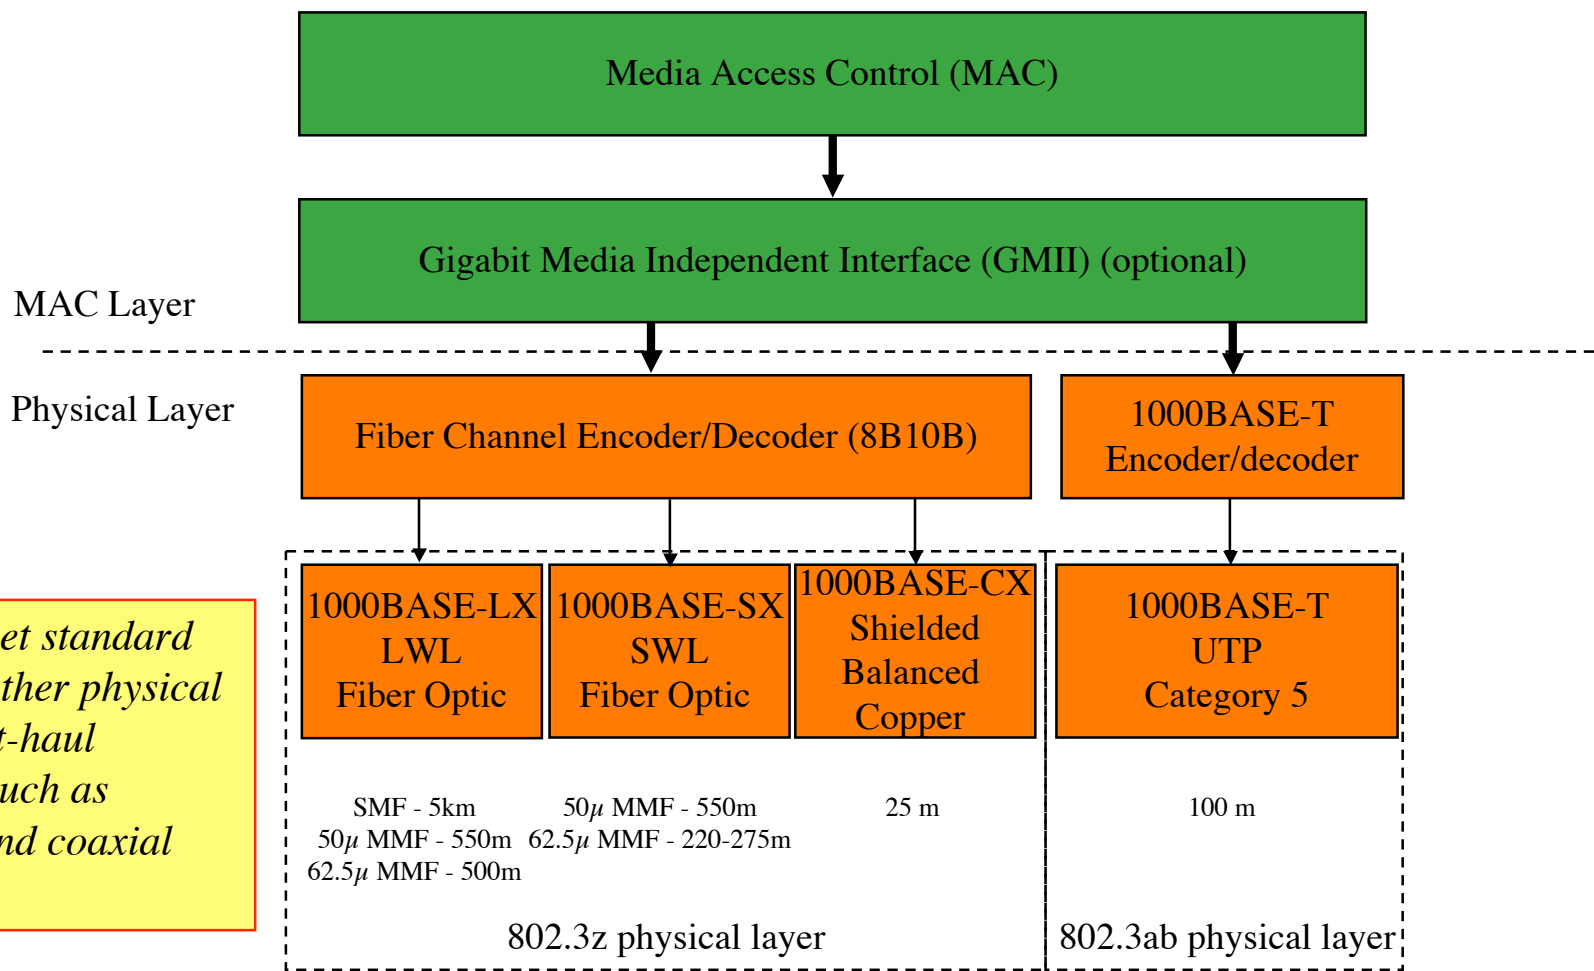 Media Access Control (MAC)
Gigabit Media Independent Interface (GMII) (optional)
MAC Layer
Physical Layer
Fiber Channel Encoder/Decoder (8B10B)
1000BASE-T
Encoder/decoder
1000BASE-LX
LWL
Fiber Optic
1000BASE-SX
SWL
Fiber Optic
1000BASE-CX
Shielded
Balanced
Copper
1000BASE-T
UTP
Category 5
et standard
ther physical
t-haul
uch as
nd coaxial
SMF - 5km
50µ MMF - 550m
62.5µ MMF - 500m
50µ MMF - 550m
62.5µ MMF - 220-275m
25 m
100 m
802.3z physical layer
802.3ab physical layer